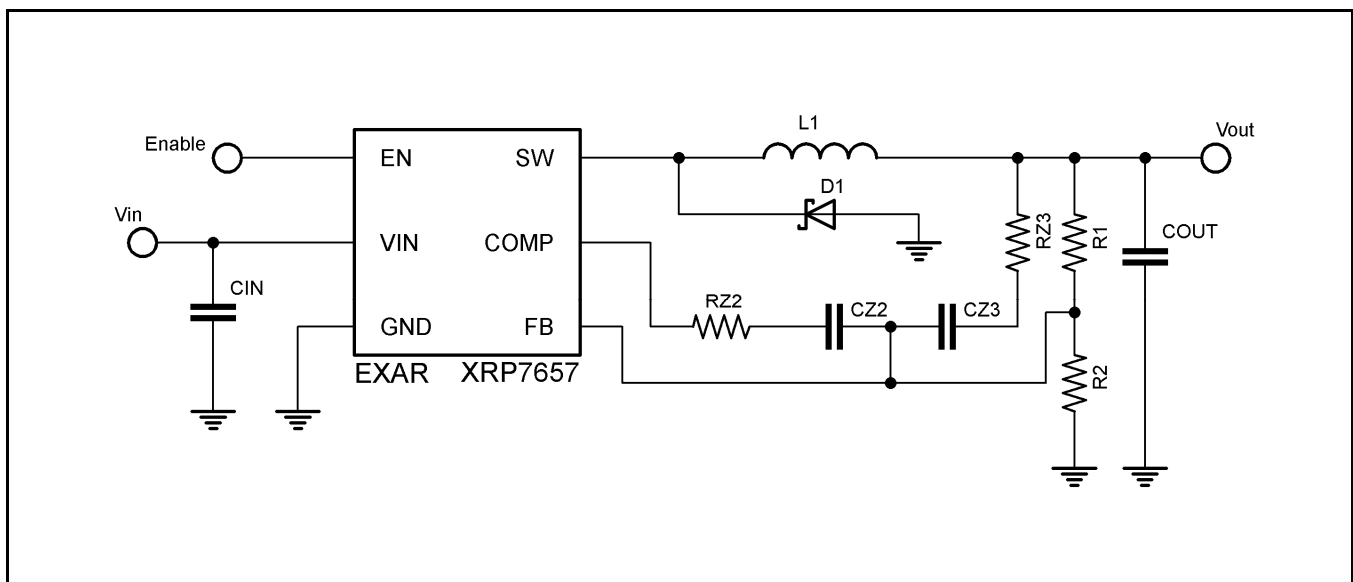 L1
Vout
Enable
EN
SW
D1
Vin
VIN
COMP
RZ3
R1
COUT
CIN
RZ2
CZ2
CZ3
GND
FB
R2
EXAR
XRP7657